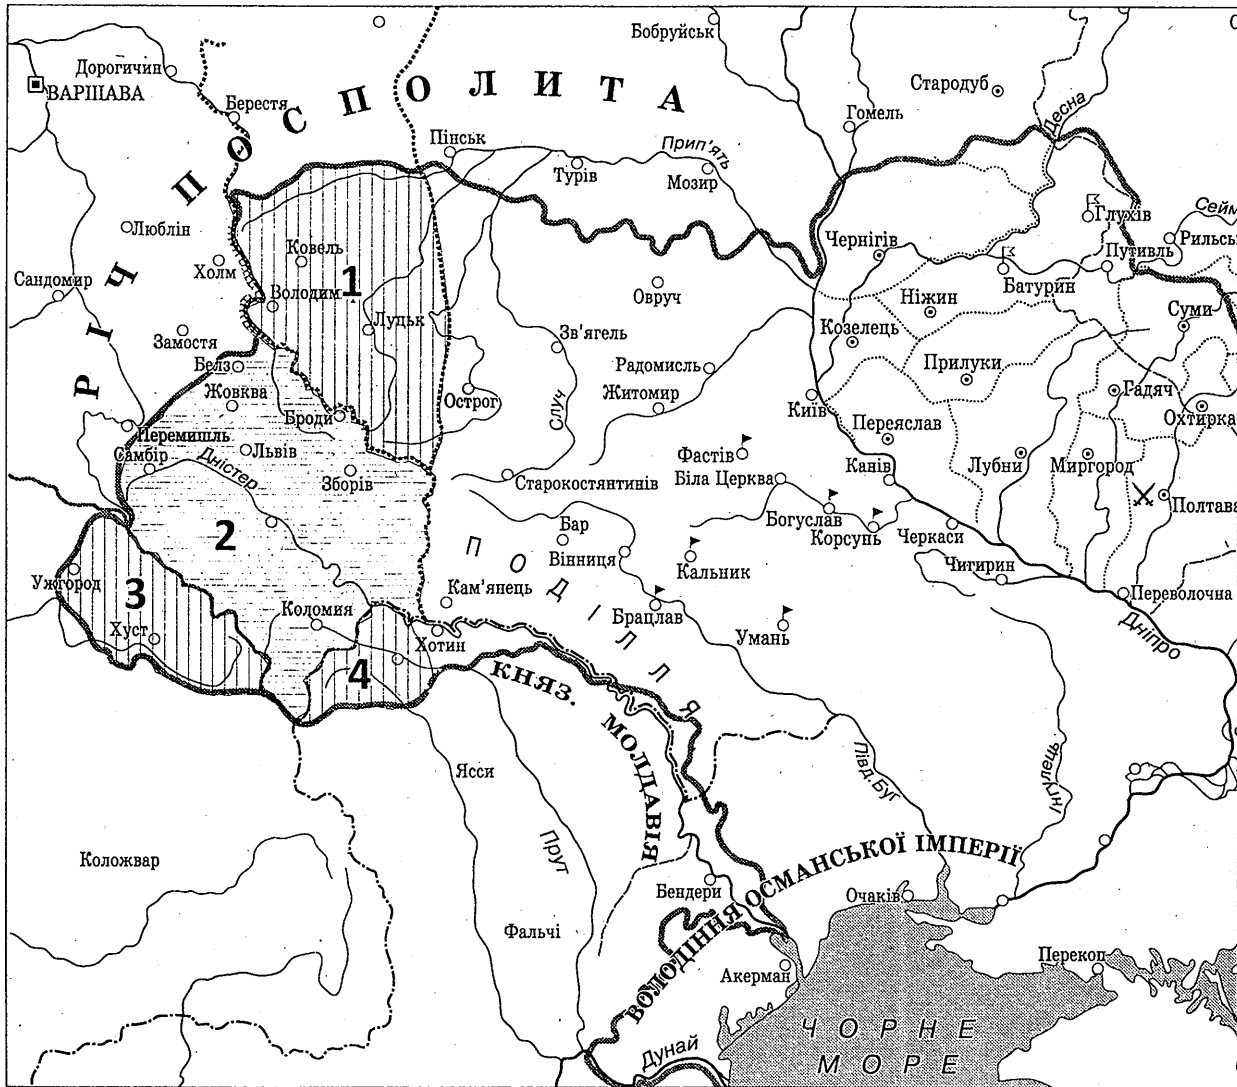 Бобруйськ
Дорогичин
ВАРШАВА
Стародуб
РІЧ ПОСПОЛИТА
Берестя
Гомель
Десна
Пінськ
Прип'ять
Турів
Мозир
Глухів
Сейм
Люблін
Чернігів
Рильськ
Ковель
Путивль
Холм
1
Сандомир
Батурин
Володим
Овруч
Ніжин
Луцьк
Суми
Козелець
Замостя
Зв'ягель
Белз
Радомисль
Прилуки
Жовква
Житомир
Гадяч
Броди
Острог
Київ
Охтирка
Случ
Переяслав
Перемишль
Самбір
Львів
Фастів
Канів
Лубни
Миргород
Дністер
Зборів
Старокостянтинів
Біла Церква
Полтава
Богуслав
Бар
Корсунь
Черкаси
2
ПОДІЛЛЯ
Вінниця
Чигирин
Ужгород
Кальник
3
Кам'янець
Переволочна
Коломия
Брацлав
Хуст
Хотин
Умань
Дніпро
4
КНЯЗ. МОЛДАВІЯ
Ясси
Півд.Буг
Інгулець
Прут
Коложвар
ВОЛОДІННЯ ОСМАНСЬКОЇ ІМПЕРІЇ
Бендери
Очаків
Фальчі
Перекоп
Акерман
ЧОРНЕ
МОРЕ
Дунай